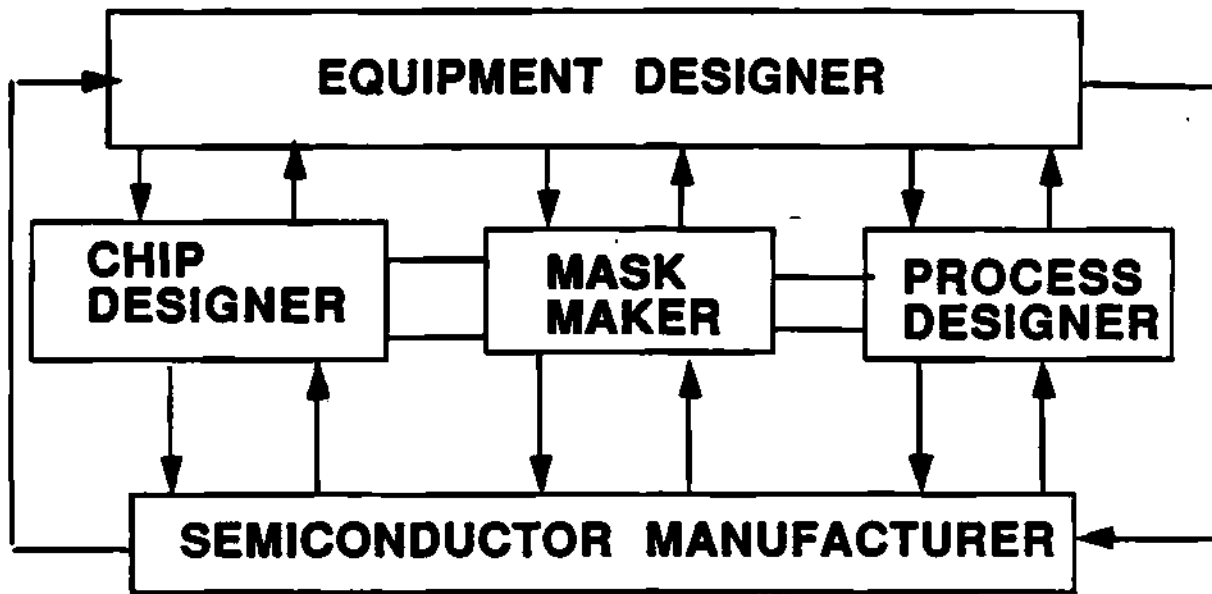 EQUIPMENT DESIGNER
CHIP
DESIGNER
MASK
MAKER
PROCESS
DESIGNER
SEMICONDUCTOR MANUFACTURER